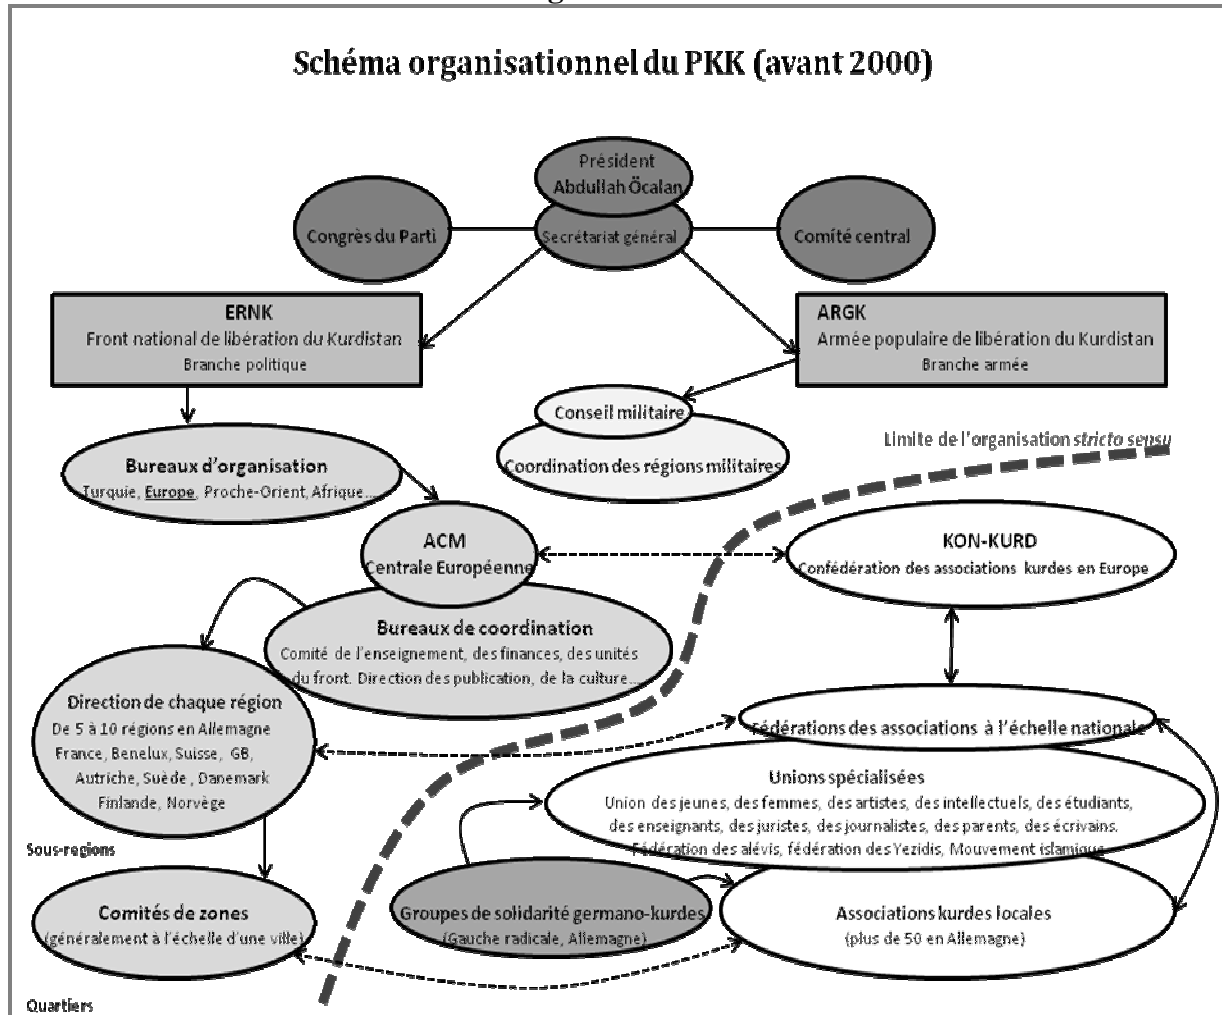 Schéma organisationnel du PKK (avant 2000)
Président
Abdullah Öcalan
Congrès du Parti
Secrétariat général
Comité central
ERNK
Front national de libération du Kurdistan
Branche politique
ARGK
Armée populaire de libération du Kurdistan
Branche armée
Conseil militaire
Coordination des régions militaires
Limite de l'organisation stricto sensu
Bureaux d'organisation
Turquie, Europe, Proche-Orient, Afrique...
ACM
Centrale Européenne
KON-KURD
Confédération des associations kurdes en Europe
Bureaux de coordination
Comité de l'enseignement, des finances, des unités
du front. Direction des publication, de la culture...
Direction de chaque région
De 5 à 10 régions en Allemagne
France, Benelux, Suisse, GB,
Autriche, Suède, Danemark
Finlande, Norvège
Fédérations des associations à l'échelle nationale
Unions spécialisées
Union des jeunes, des femmes, des artistes, des intellectuels, des étudiants,
des enseignants, des juristes, des journalistes, des parents, des écrivains.
Fédération des alévis, fédération des Yezidis, Mouvement islamique
Sous-regions
Comités de zones
(généralement à l'échelle d'une ville)
Groupes de solidarité germano-kurdes
(Gauche radicale, Allemagne)
Associations kurdes locales
(plus de 50 en Allemagne)
Quartiers